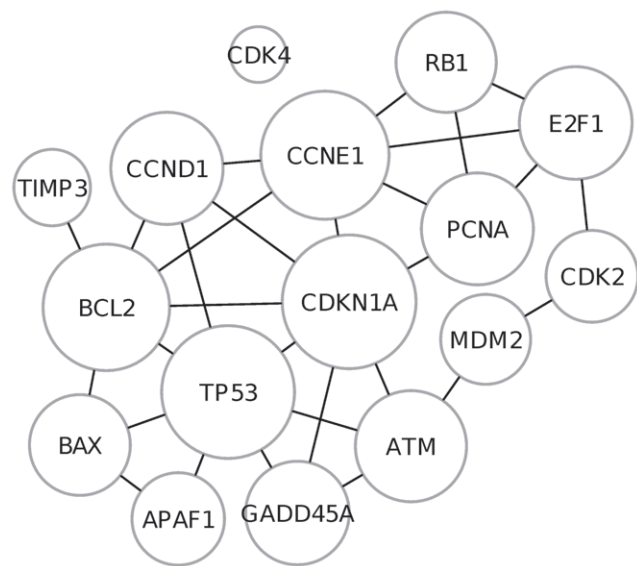 CDK4
RB1
E2F1
CCNE1
CCND1
TIMP3
PCNA
CDK2
CDKN1A
BCL2
MDM2
TP53
BAX
ATM
GADD45A
APAF1